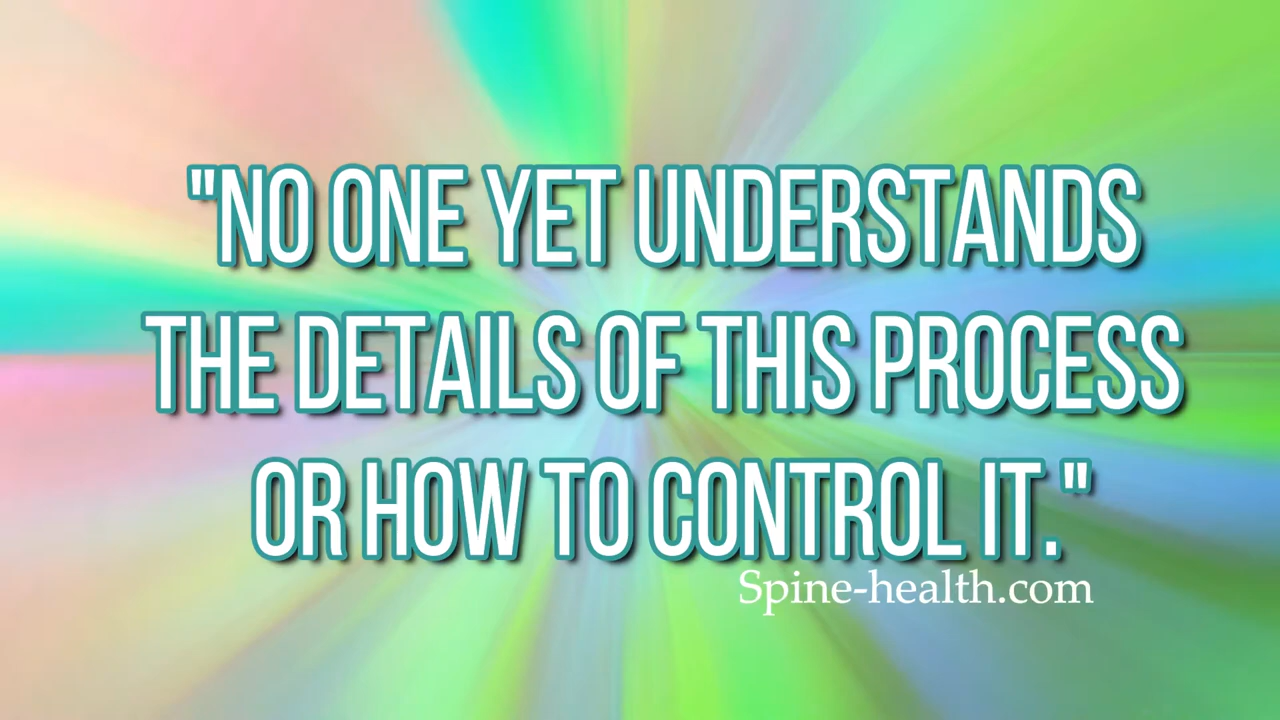 "NO ONE YET UNDERSTANDS
THE DETAILS OF THIS PROCESS
OR HOW TO CONTROL IT."
Spine-health.com